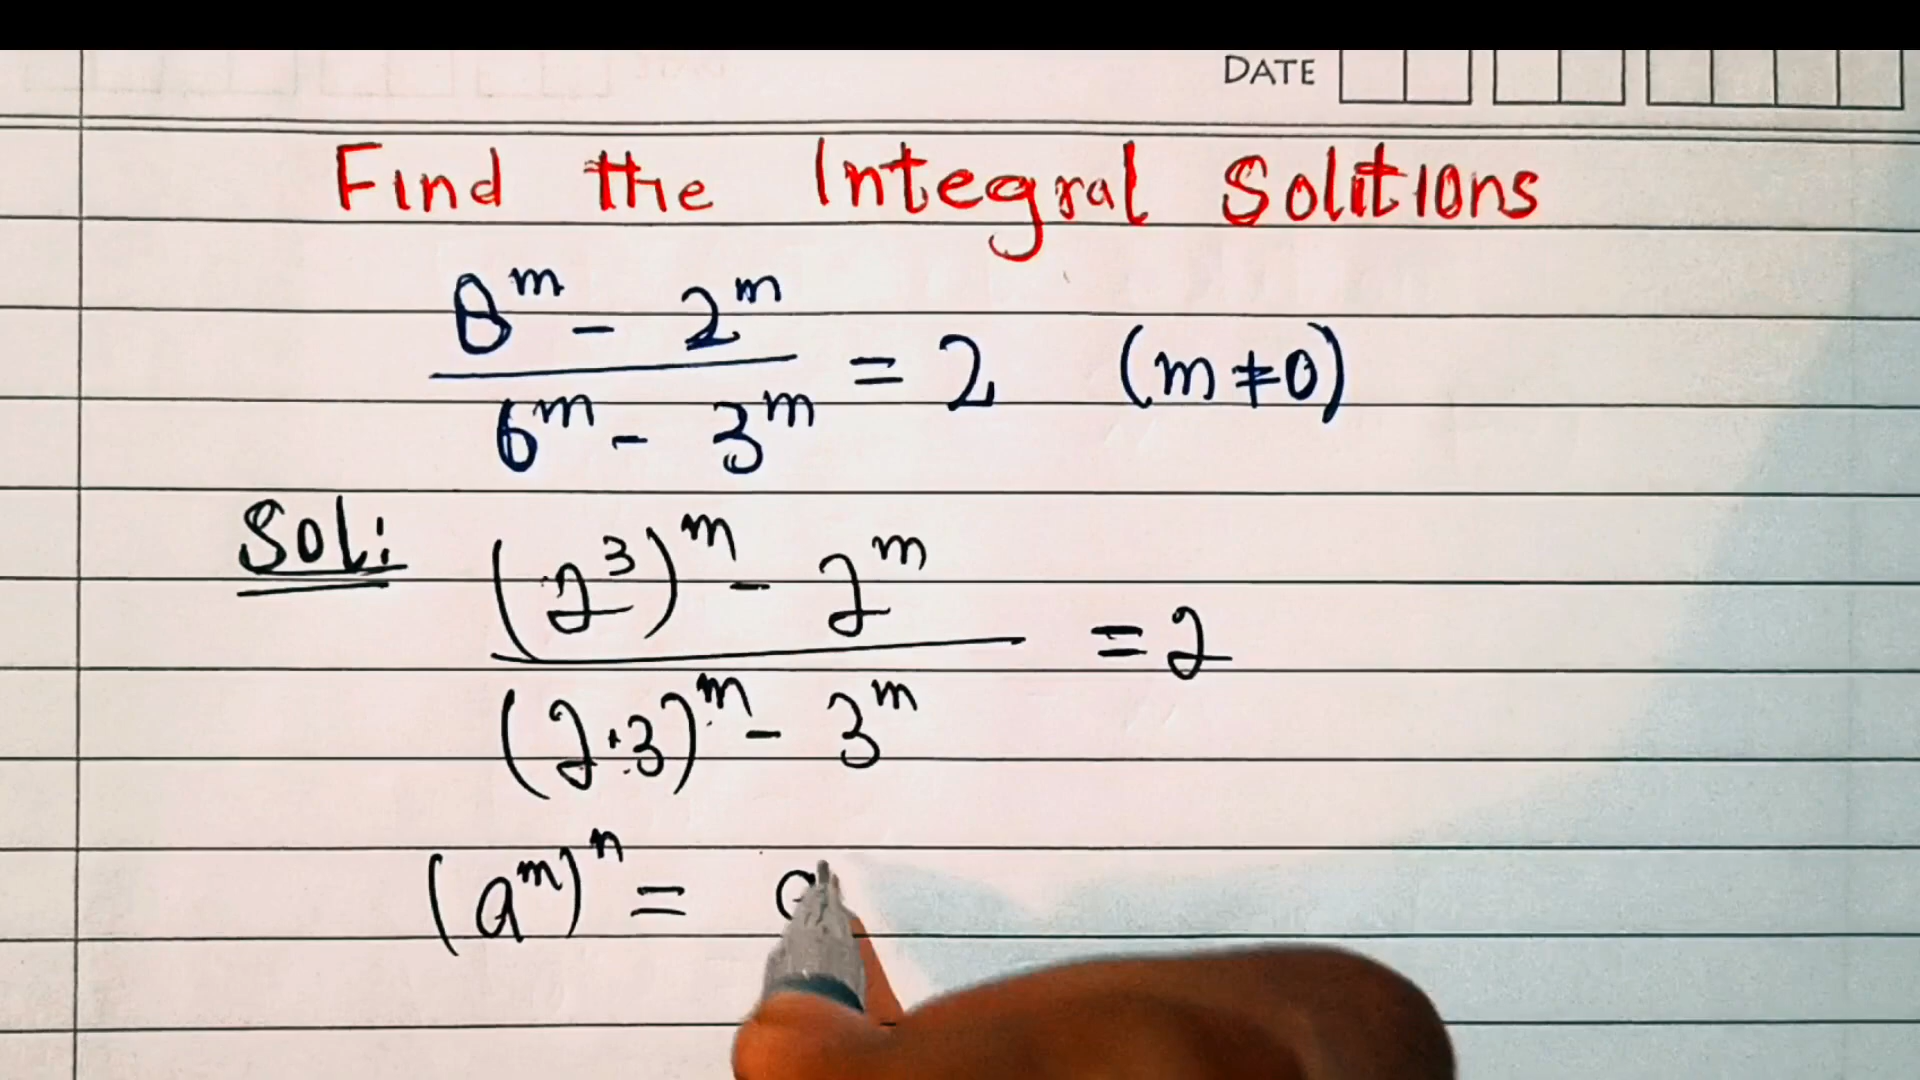 DATE
Find the Integral Solitions
(8^m - 2^m) / (6^m - 3^m) = 2 (m ≠ 0)
Sol: ((2^3)^m - 2^m) / ((2·3)^m - 3^m) = 2
(a^m)^n = a